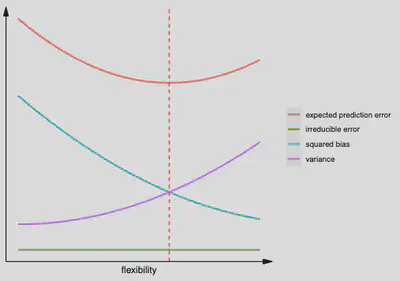 expected prediction error
irreducible error
squared bias
variance
flexibility